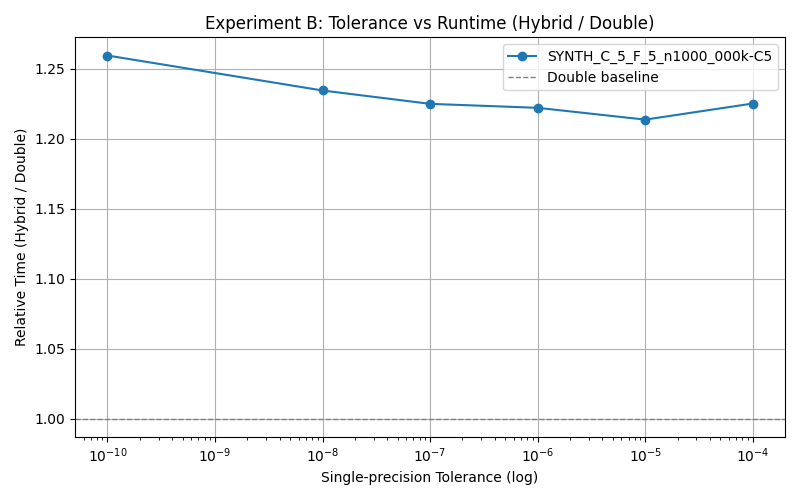 Experiment B: Tolerance vs Runtime (Hybrid / Double)
SYNTH_C_5_F_5_n1000_000k-C5
Double baseline
Relative Time (Hybrid / Double)
1.25
1.20
1.15
1.10
1.05
1.00
10⁻¹⁰ 10⁻⁹ 10⁻⁸ 10⁻⁷ 10⁻⁶ 10⁻⁵ 10⁻⁴
Single-precision Tolerance (log)